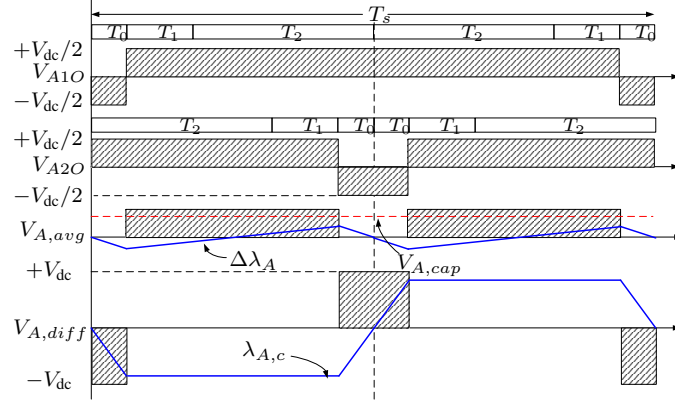 T_s
T_0 T_1 T_2 T_2 T_1 T_0
+V_dc/2
V_A1O
−V_dc/2
T_2 T_1 T_0 T_0 T_1 T_2
+V_dc/2
V_A2O
−V_dc/2
V_A,avg
Δλ_A V_A,cap
+V_dc
V_A,diff
λ_A,c
−V_dc